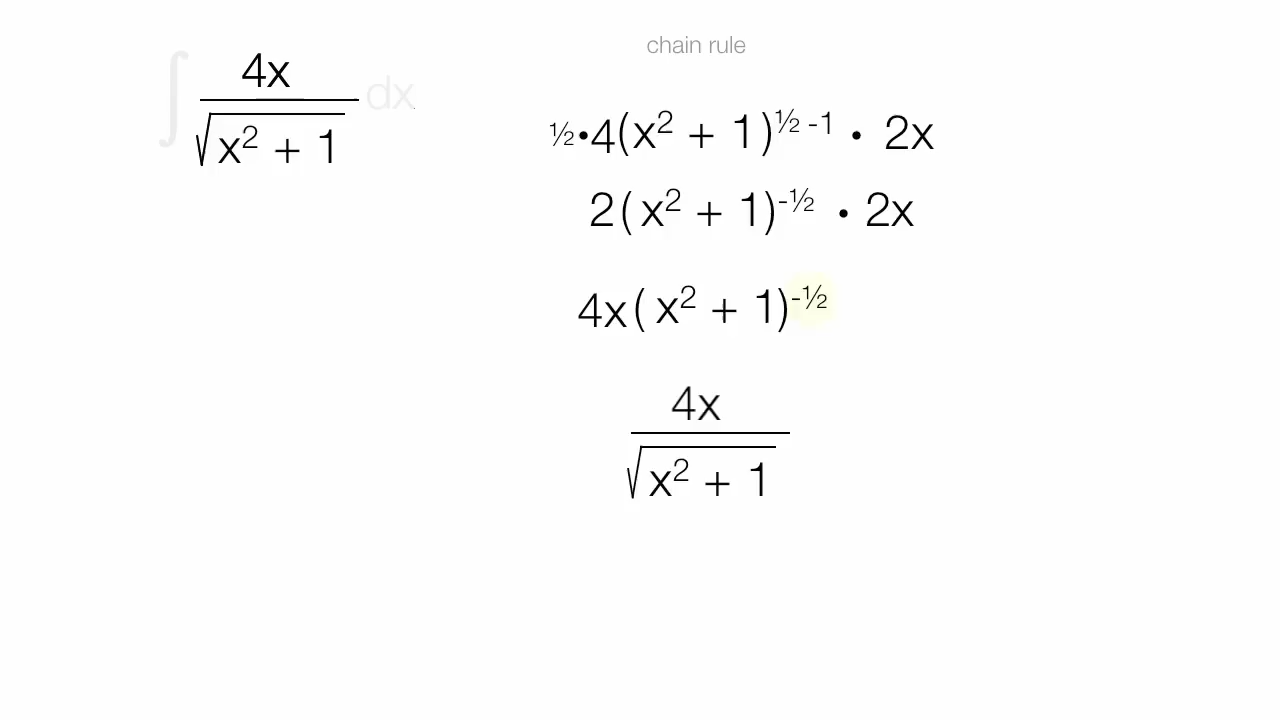 ∫ 4x / √x² + 1 dx
chain rule
½•4(x² + 1)½ -1 • 2x
2(x² + 1)-½ • 2x
4x(x² + 1)-½
4x
√x² + 1